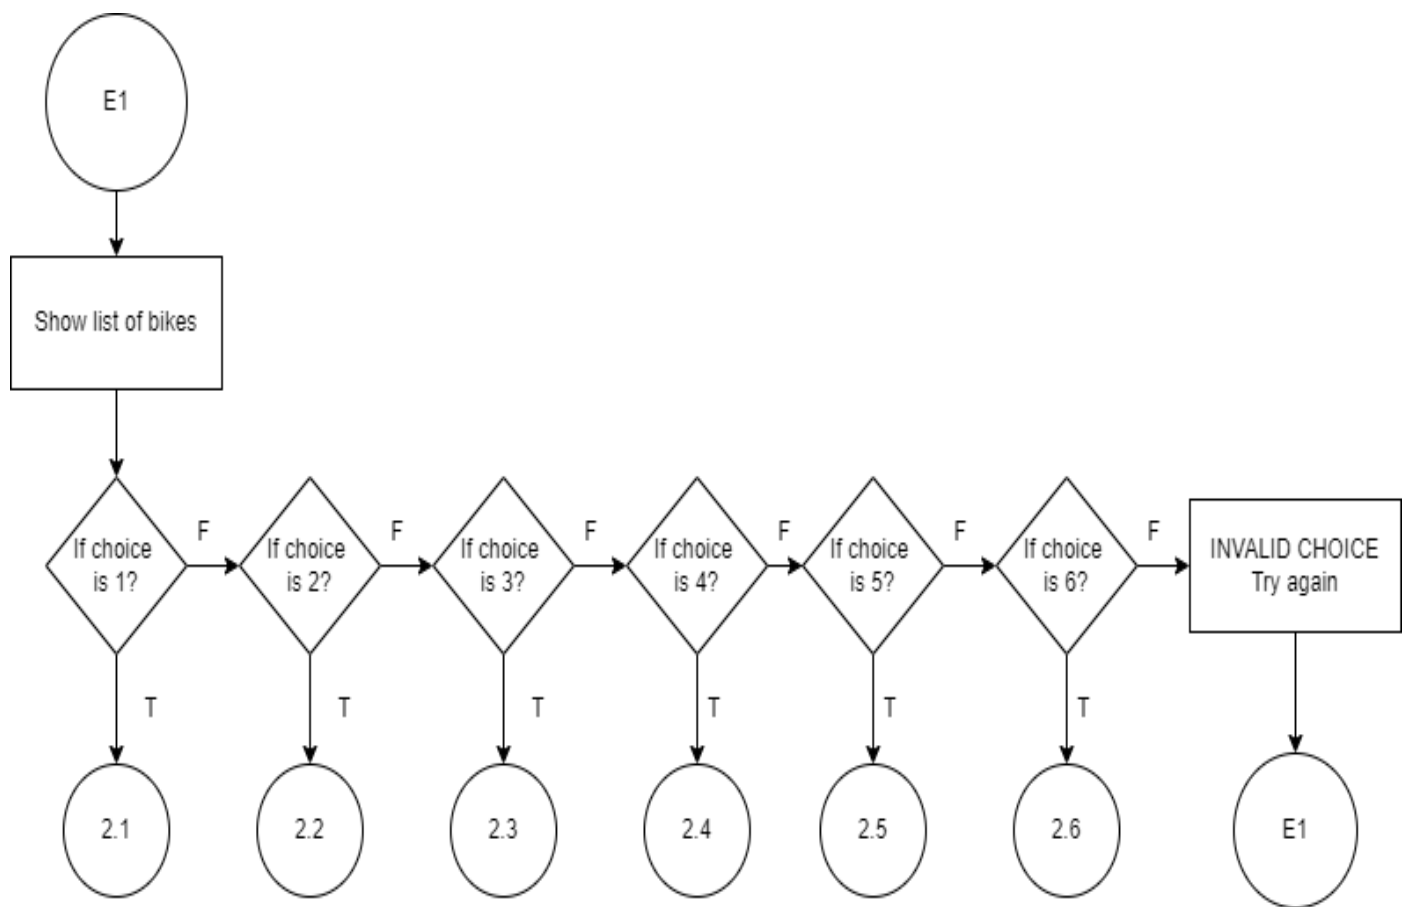 E1
Show list of bikes
If choice
is 1?
F
If choice
is 2?
F
If choice
is 3?
F
If choice
is 4?
F
If choice
is 5?
F
If choice
is 6?
F
INVALID CHOICE
Try again
T
T
T
T
T
T
2.1
2.2
2.3
2.4
2.5
2.6
E1